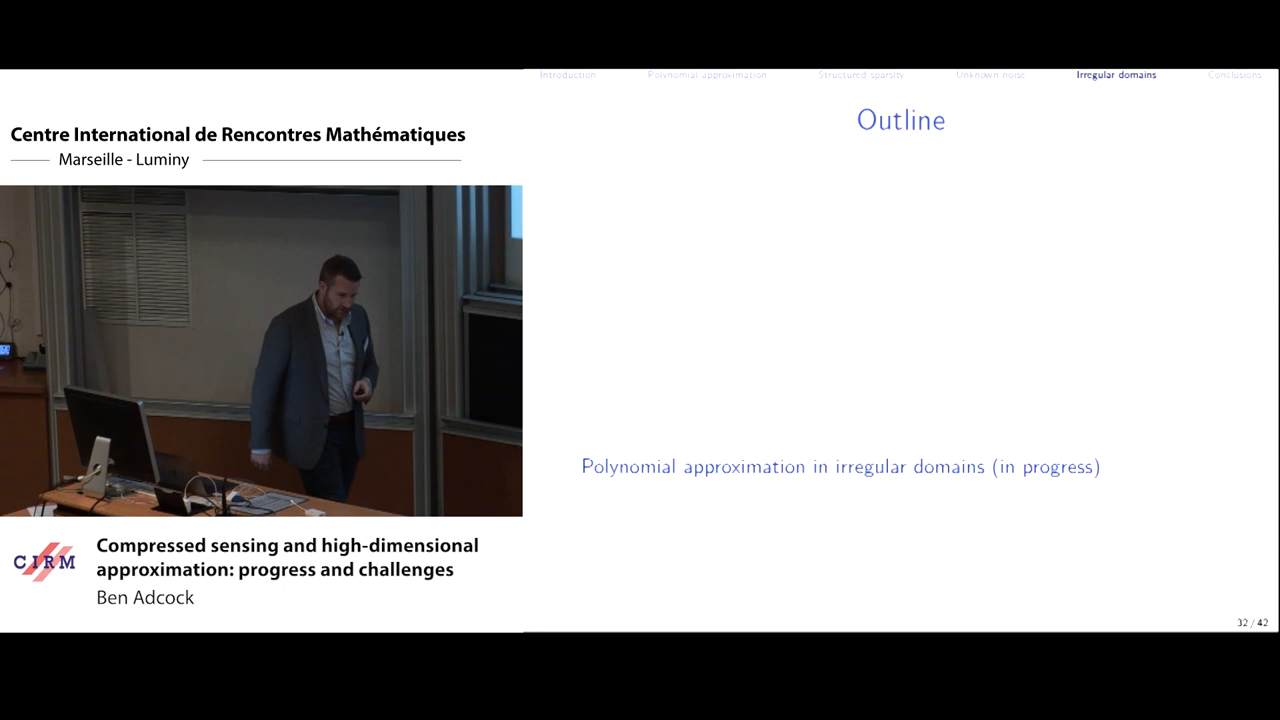 Centre International de Rencontres Mathématiques
Marseille - Luminy
CIRM
Compressed sensing and high-dimensional
approximation: progress and challenges
Ben Adcock
Introduction Polynomial approximation Structured sparsity Unknown noise Irregular domains Conclusions
Outline
Polynomial approximation in irregular domains (in progress)
32 / 42